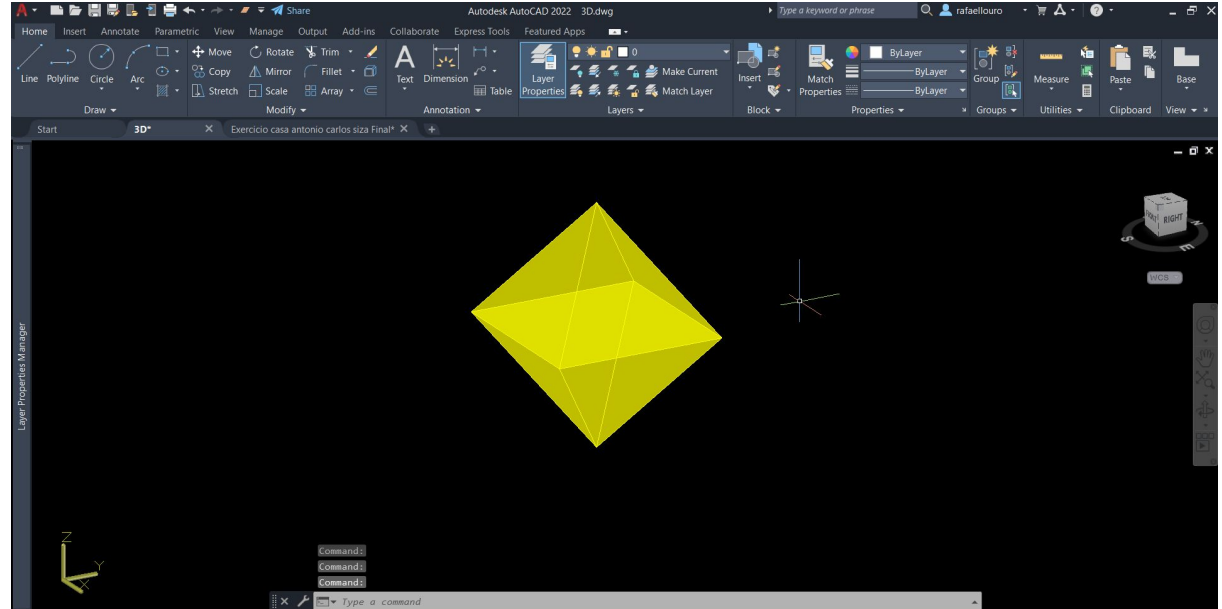 A Share Autodesk AutoCAD 2022 3D.dwg Type a keyword or phrase rafaellouro
Home Insert Annotate Parametric View Manage Output Add-ins Collaborate Express Tools Featured Apps
Line Polyline Circle Arc Move Rotate Trim Text Dimension Layer Properties 0 Insert Match Properties ByLayer Group Measure Paste Base
Copy Mirror Fillet Make Current ByLayer
Stretch Scale Array Table Match Layer ByLayer
Draw Modify Annotation Layers Block Properties Groups Utilities Clipboard View
Start 3D* Exercicio casa antonio carlos siza Final*
RIGHT
S E N
WCS
Layer Properties Manager
Z
Y
X
Command:
Command:
Command:
Type a command